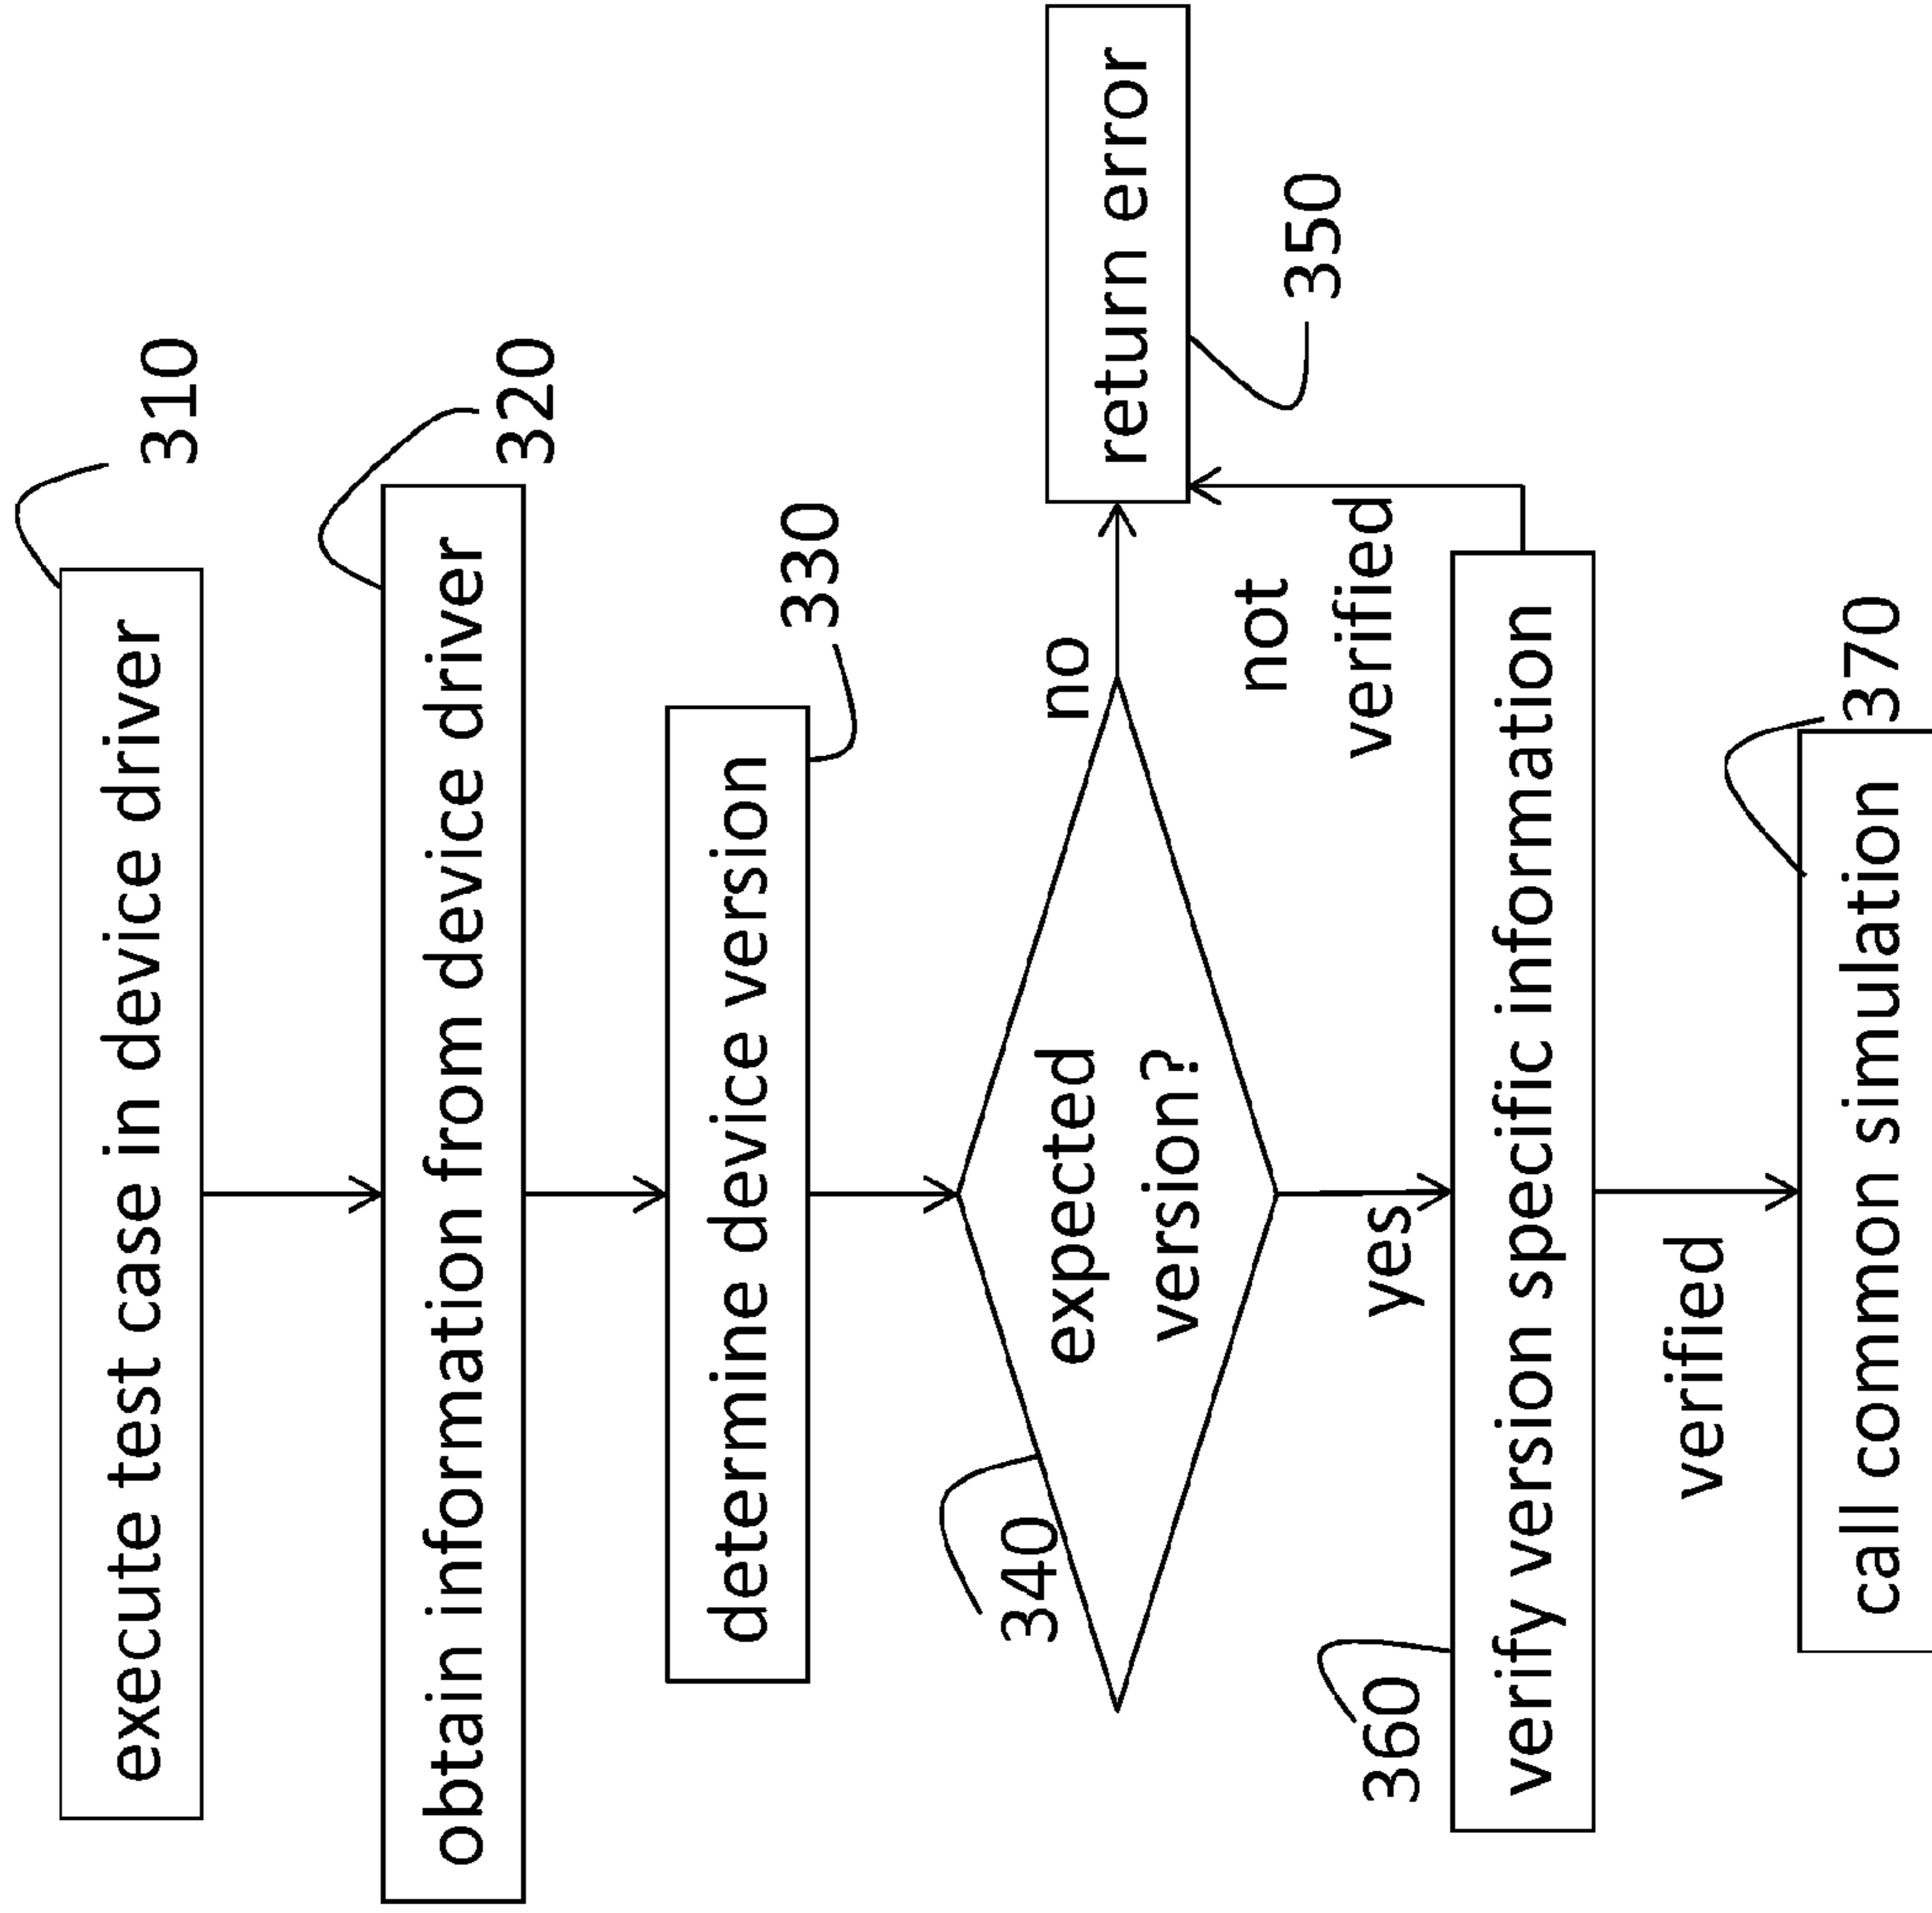 execute test case in device driver
310
obtain information from device driver
320
determine device version
330
340
expected
version?
no
return error
350
yes
not
verified
360
verify version specific information
verified
370
call common simulation